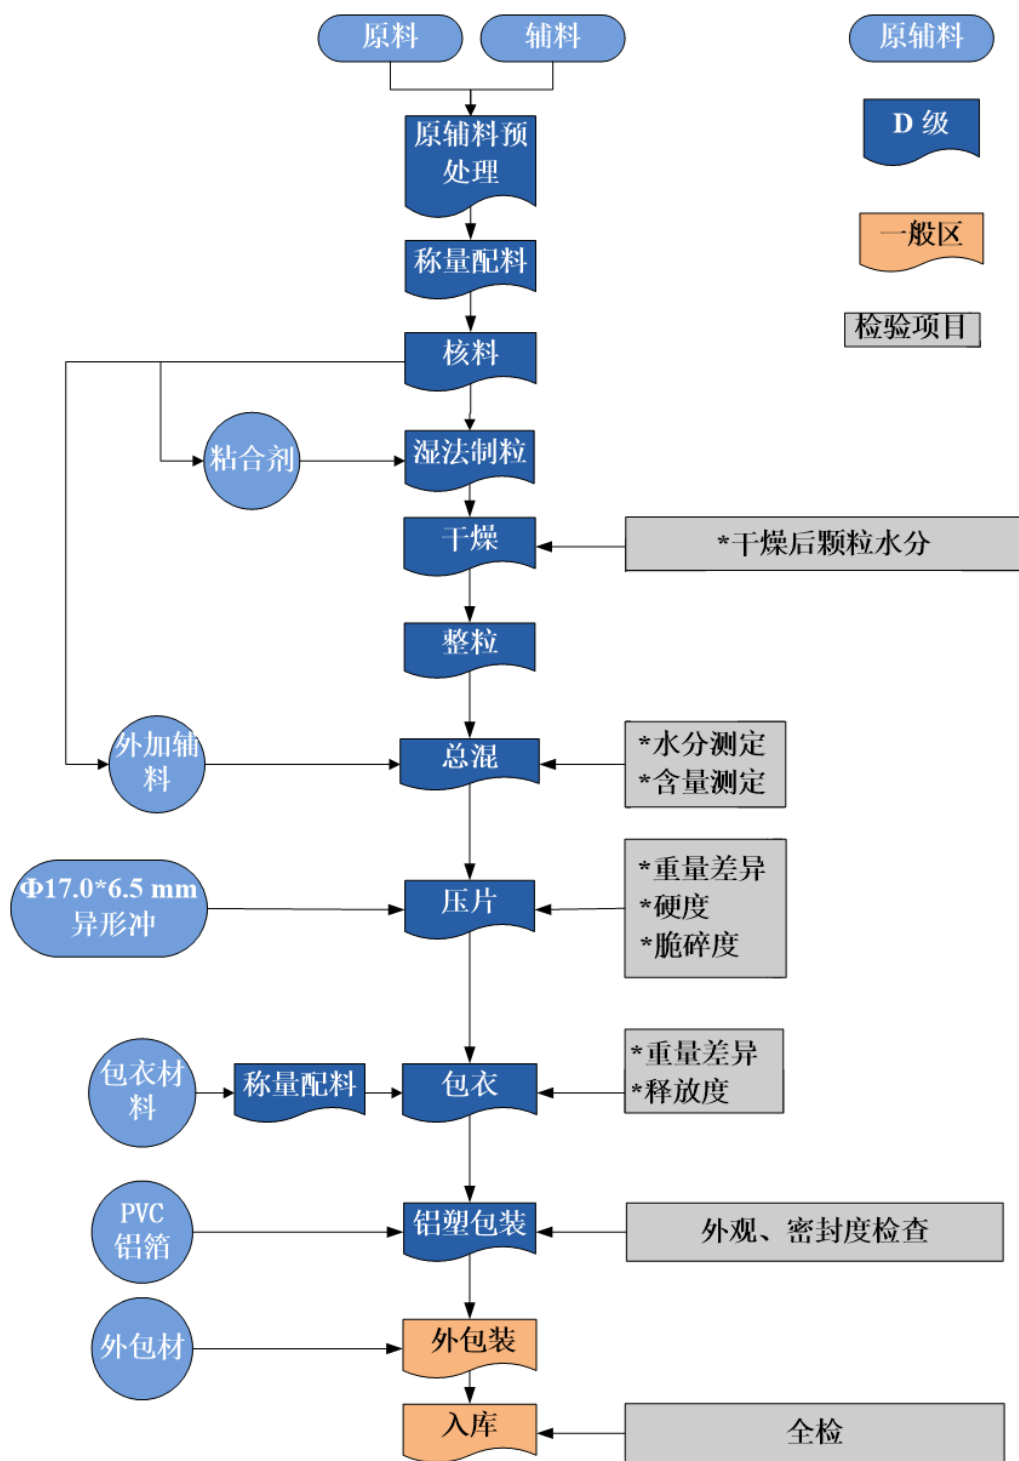 原料
辅料
原辅料
D 级
原辅料预
处理
一般区
称量配料
检验项目
核料
粘合剂
湿法制粒
干燥
*干燥后颗粒水分
整粒
外加辅
料
总混
*水分测定
*含量测定
Φ17.0*6.5 mm
异形冲
压片
*重量差异
*硬度
*脆碎度
包衣材
料
称量配料
包衣
*重量差异
*释放度
PVC
铝箔
铝塑包装
外观、密封度检查
外包材
外包装
入库
全检